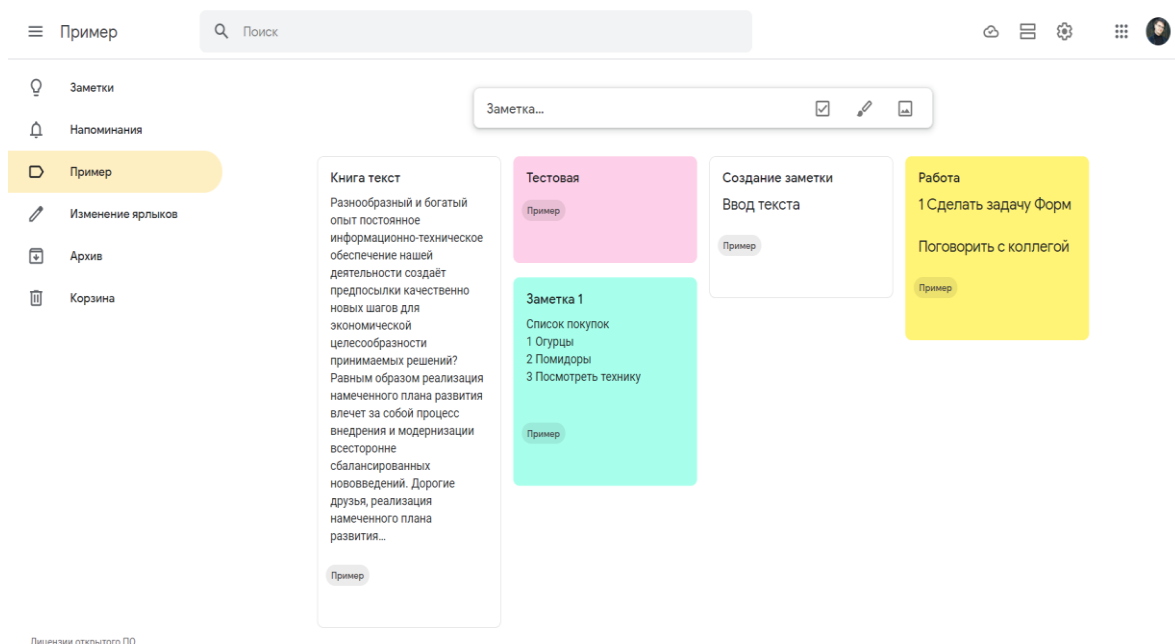 Пример
Поиск
Заметки
Напоминания
Пример
Изменение ярлыков
Архив
Корзина
Заметка...
Книга текст
Разнообразный и богатый
опыт постоянное
информационно-техническое
обеспечение нашей
деятельности создаёт
предпосылки качественно
новых шагов для
экономической
целесообразности
принимаемых решений?
Равным образом реализация
намеченного плана развития
влечет за собой процесс
внедрения и модернизации
всесторонне
сбалансированных
нововведений. Дорогие
друзья, реализация
намеченного плана
развития...
Пример
Тестовая
Пример
Заметка 1
Список покупок
1 Огурцы
2 Помидоры
3 Посмотреть технику
Пример
Создание заметки
Ввод текста
Пример
Работа
1 Сделать задачу Форм
Поговорить с коллегой
Пример
Лицензии открытого ПО